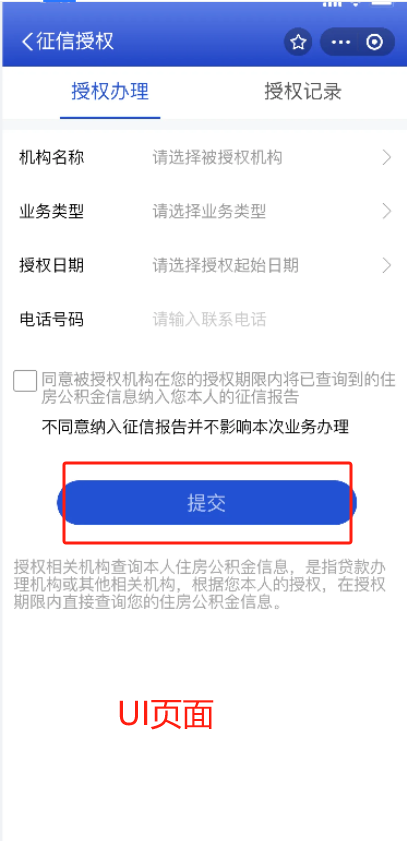 征信授权
授权办理
授权记录
机构名称 请选择被授权机构
业务类型 请选择业务类型
授权日期 请选择授权起始日期
电话号码 请输入联系电话
同意被授权机构在您的授权期限内将已查询到的住
房公积金信息纳入您本人的征信报告
不同意纳入征信报告并不影响本次业务办理
提交
授权相关机构查询本人住房公积金信息，是指贷款办
理机构或其他相关机构，根据您本人的授权，在授权
期限内直接查询您的住房公积金信息。
UI页面